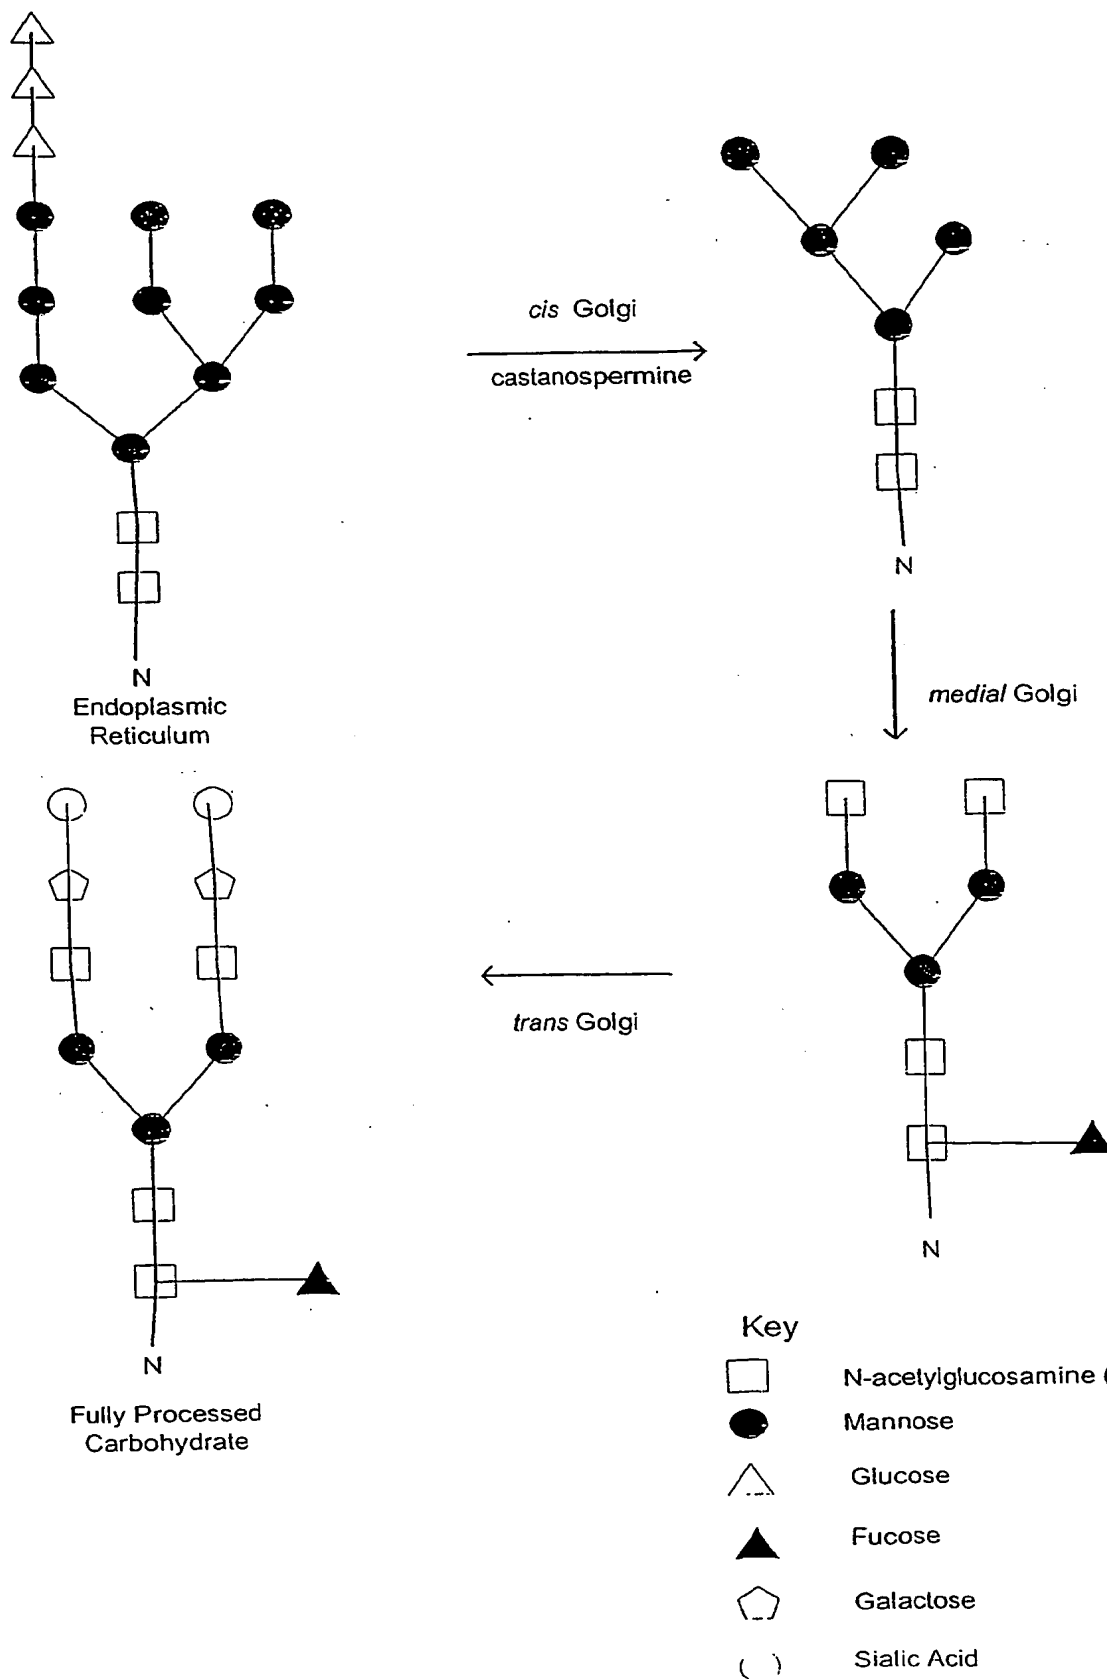 cis Golgi
castanospermine
N
N
Endoplasmic
Reticulum
medial Golgi
trans Golgi
N
N
Fully Processed
Carbohydrate
Key
N-acetylglucosamine (
Mannose
Glucose
Fucose
Galactose
Sialic Acid